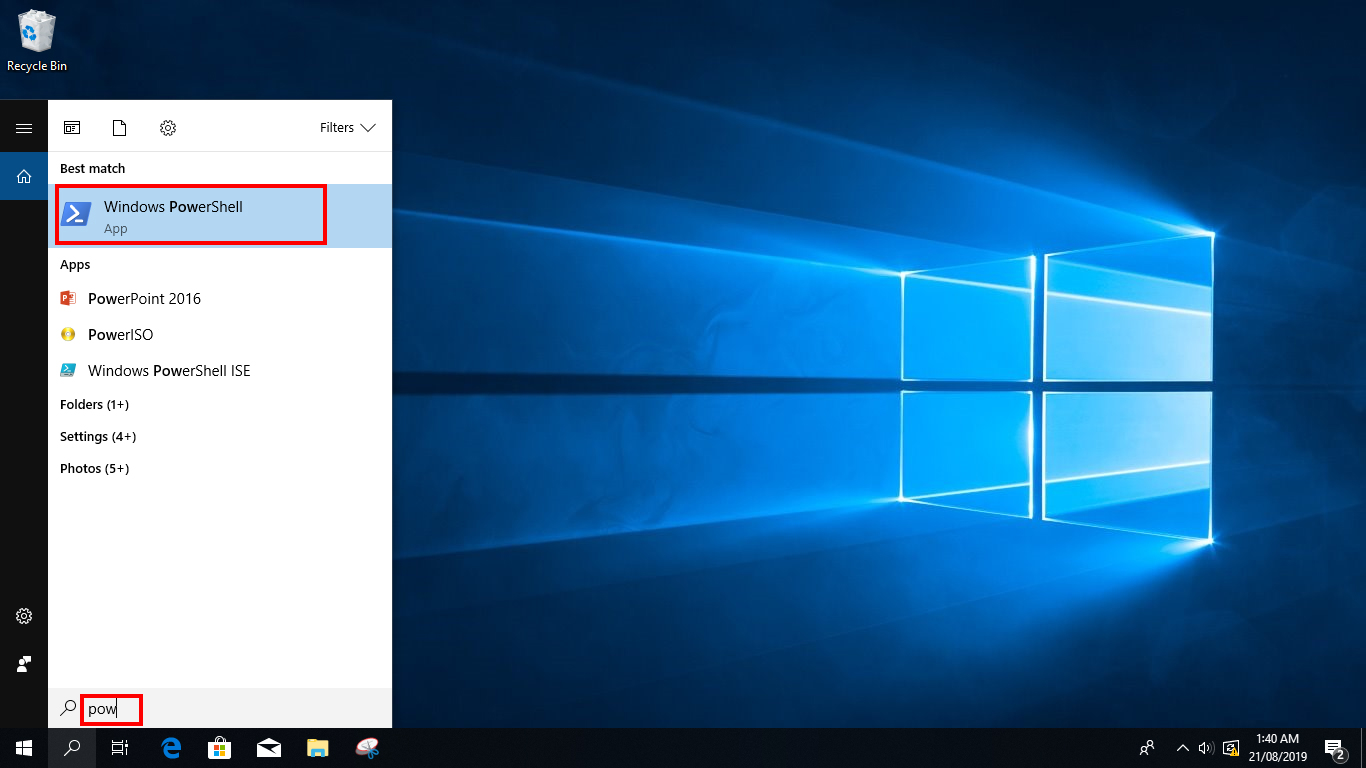 Recycle Bin
Filters
Best match
Windows PowerShell
App
Apps
PowerPoint 2016
PowerISO
Windows PowerShell ISE
Folders (1+)
Settings (4+)
Photos (5+)
pow
1:40 AM
21/08/2019
2